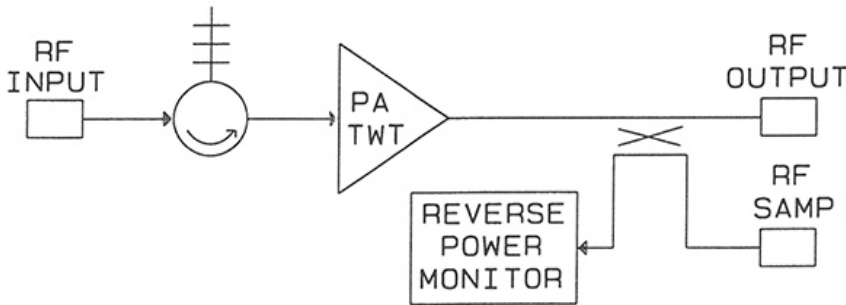 RF
INPUT
PA
TWT
RF
OUTPUT
RF
SAMP
REVERSE
POWER
MONITOR